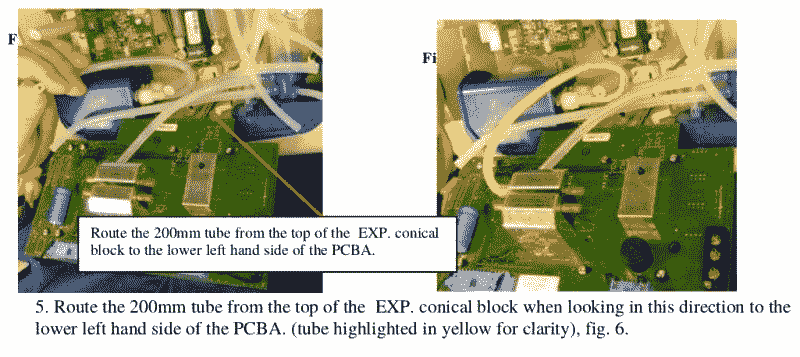 F
Fi
Route the 200mm tube from the top of the EXP. conical
block to the lower left hand side of the PCBA.
5. Route the 200mm tube from the top of the EXP. conical block when looking in this direction to the
lower left hand side of the PCBA. (tube highlighted in yellow for clarity), fig. 6.